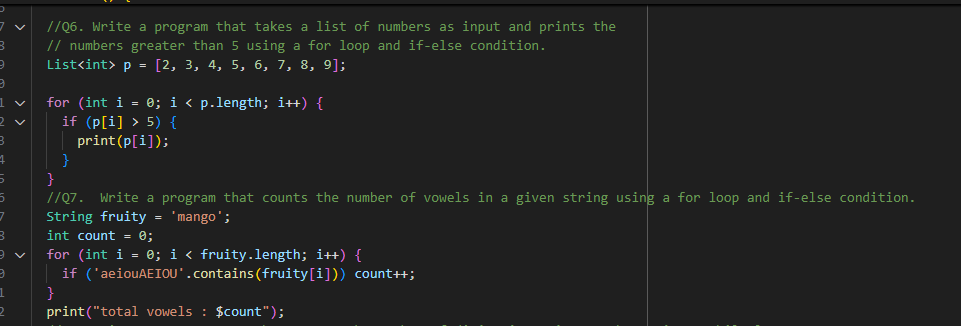 //Q6. Write a program that takes a list of numbers as input and prints the
// numbers greater than 5 using a for loop and if-else condition.
List<int> p = [2, 3, 4, 5, 6, 7, 8, 9];
for (int i = 0; i < p.length; i++) {
if (p[i] > 5) {
print(p[i]);
}
}
//Q7.  Write a program that counts the number of vowels in a given string using a for loop and if-else condition.
String fruity = 'mango';
int count = 0;
for (int i = 0; i < fruity.length; i++) {
if ('aeiouAEIOU'.contains(fruity[i])) count++;
}
print("total vowels : $count");